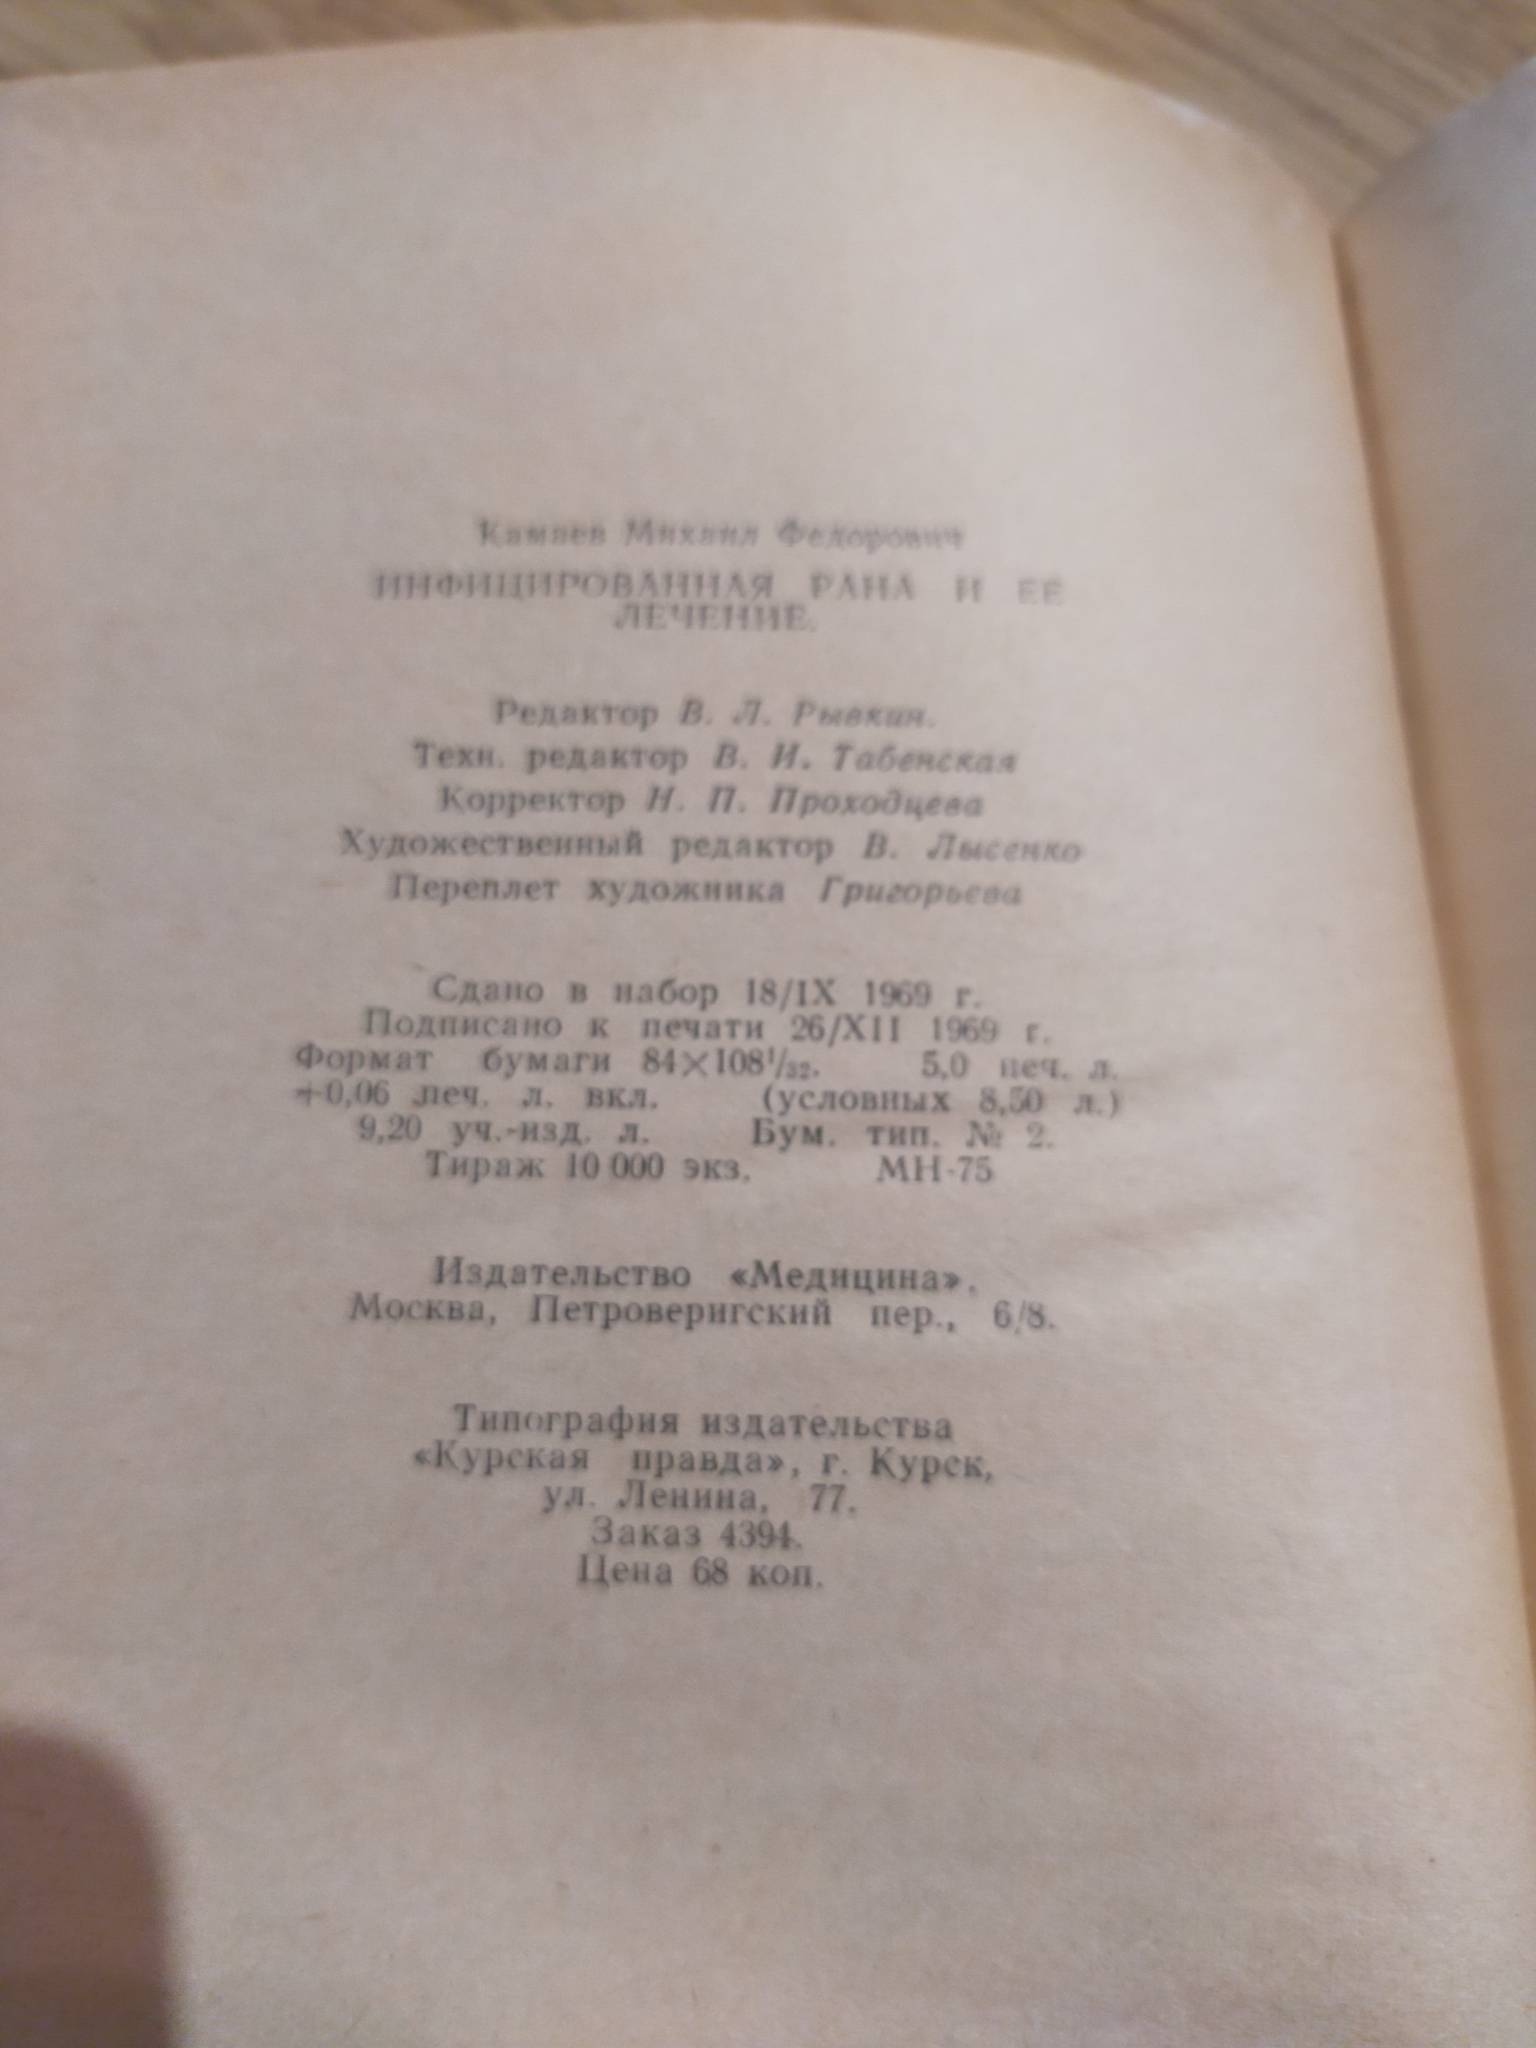 Камаев Михаил Федорович
ИНФИЦИРОВАННАЯ РАНА И ЕЕ
ЛЕЧЕНИЕ.
Редактор В. Л. Рывкин.
Техн. редактор В. И. Табенская
Корректор Н. П. Проходцева
Художественный редактор В. Лысенко
Переплет художника Григорьева
Сдано в набор 18/IX 1969 г.
Подписано к печати 26/XII 1969 г.
Формат бумаги 84×108¹/₃₂. 5,0 печ. л.
+0,06 печ. л. вкл. (условных 8,50 л.)
9,20 уч.-изд. л. Бум. тип. № 2.
Тираж 10 000 экз. МН-75
Издательство «Медицина».
Москва, Петроверигский пер., 6/8.
Типография издательства
«Курская правда», г. Курск,
ул. Ленина, 77.
Заказ 4394.
Цена 68 коп.